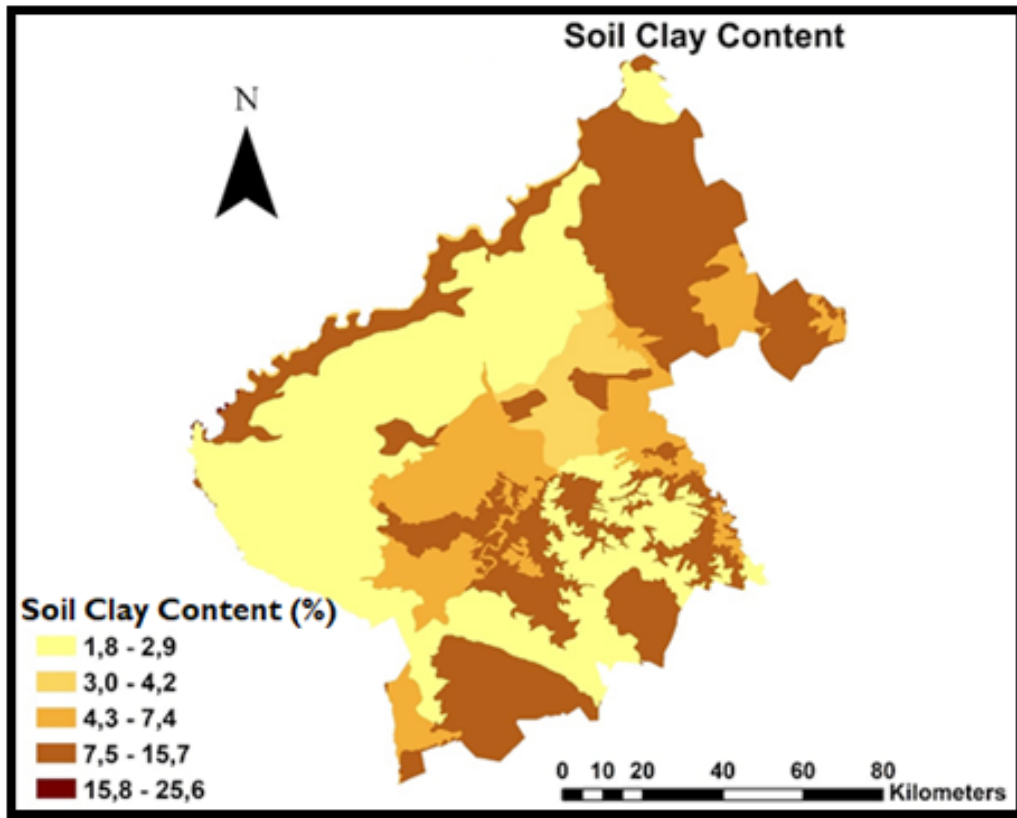 Soil Clay Content
N
Soil Clay Content (%)
1,8 - 2,9
3,0 - 4,2
4,3 - 7,4
7,5 - 15,7
15,8 - 25,6
0 10 20 40 60 80
Kilometers